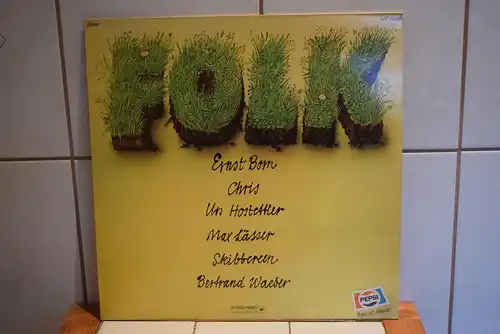 FOLK
Ernst Born
Chris
Urs Hostettler
Max Lässer
Skibbereen
Bertrand Waeber
PEPSI